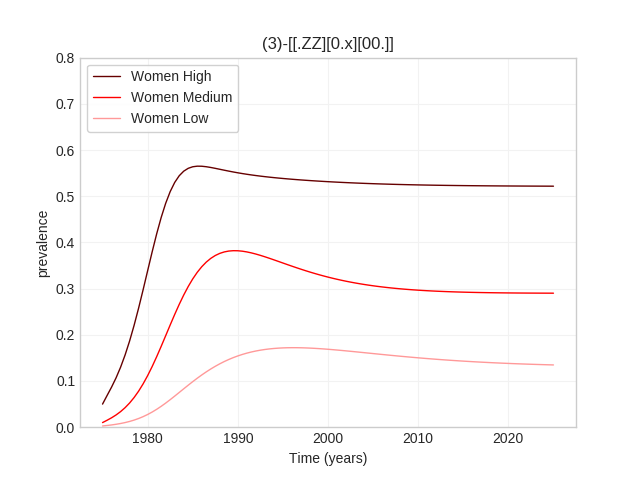 (3)-[[.ZZ][0.x][00.]]
0.8
0.7
0.6
0.5
0.4
0.3
0.2
0.1
0.0
prevalence
Women High
Women Medium
Women Low
1980 1990 2000 2010 2020
Time (years)